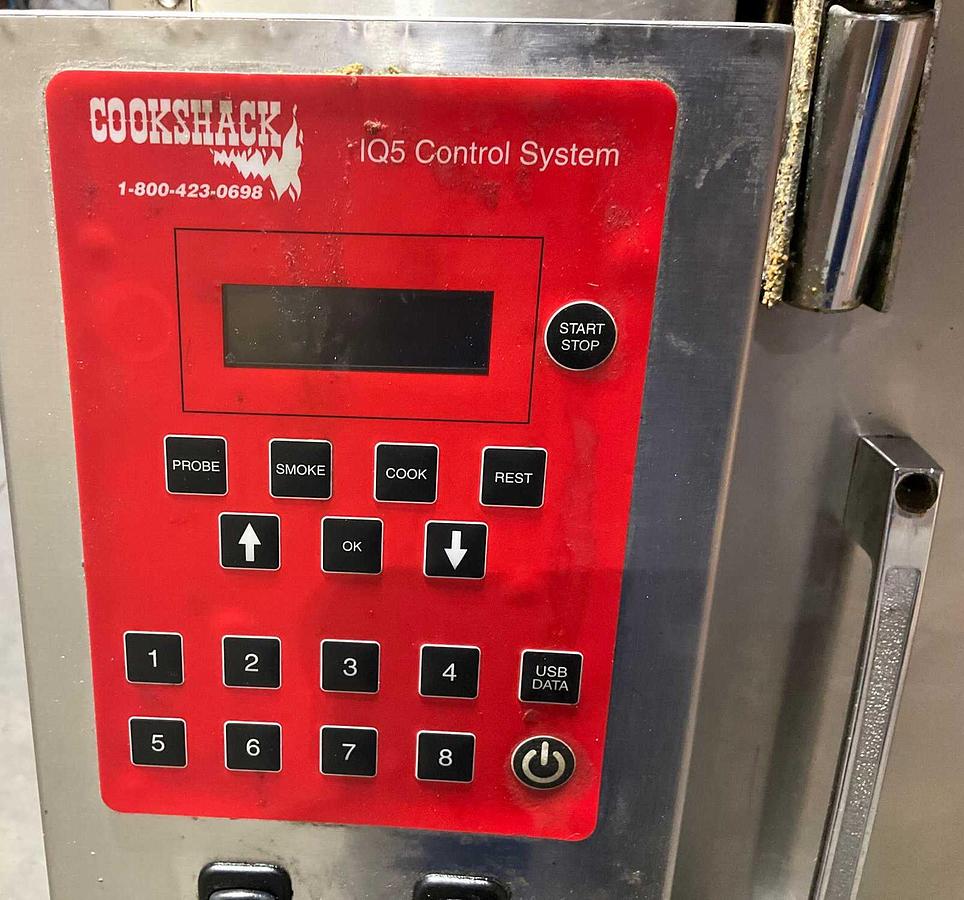 COOKSHACK
1-800-423-0698
IQ5 Control System
START
STOP
PROBE
SMOKE
COOK
REST
OK
1
2
3
4
USB
DATA
5
6
7
8